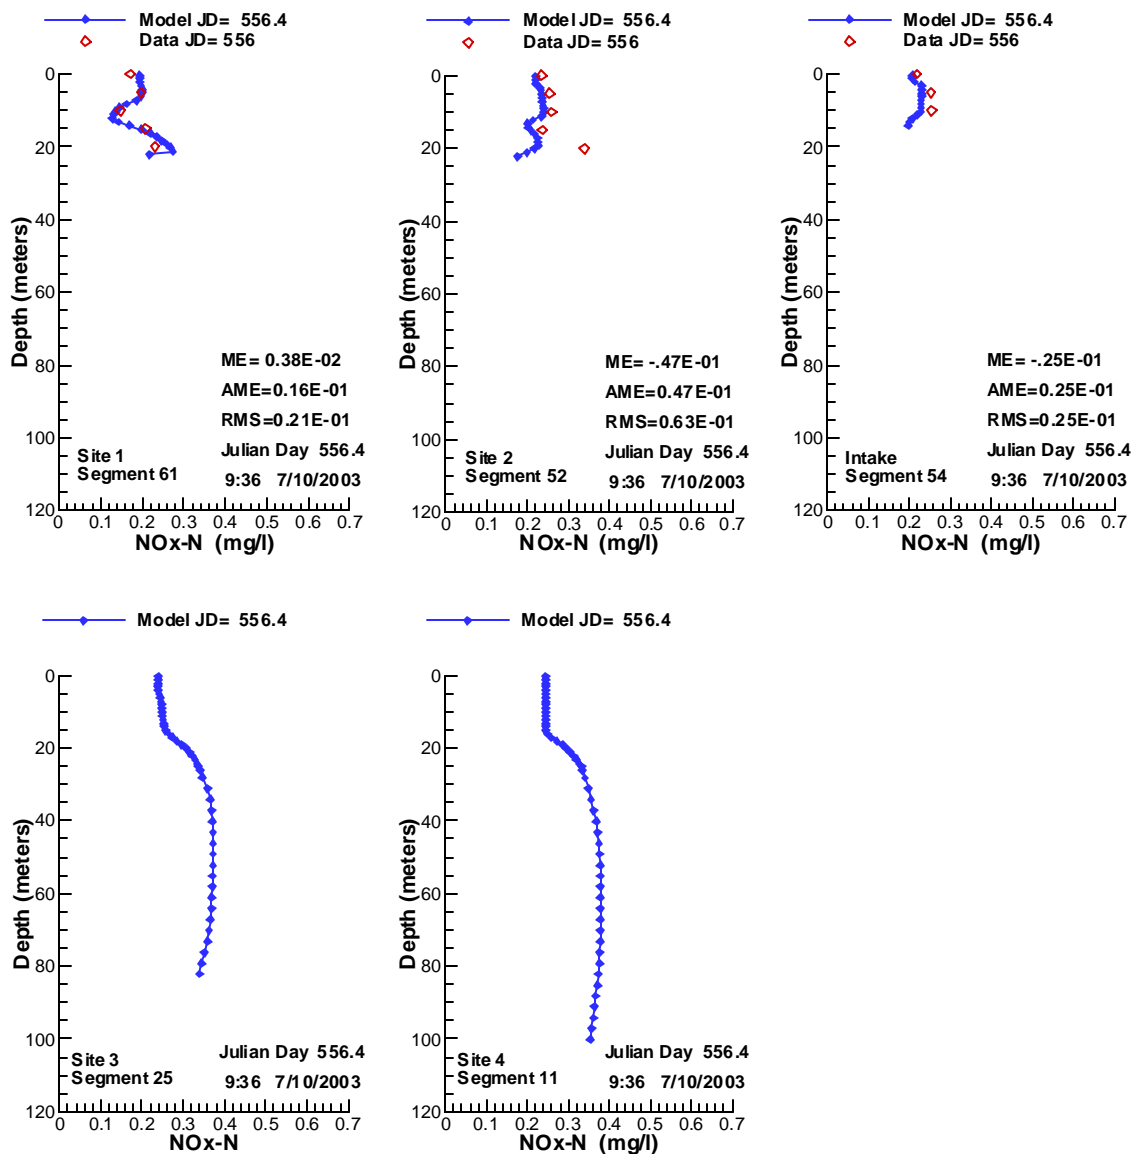 Model JD= 556.4
Data JD= 556
0
20
40
60
80
100
120
Depth (meters)
ME= 0.38E-02
AME=0.16E-01
RMS=0.21E-01
Site 1
Segment 61
Julian Day 556.4
9:36 7/10/2003
0 0.1 0.2 0.3 0.4 0.5 0.6 0.7
NOx-N (mg/l)
Model JD= 556.4
Data JD= 556
0
20
40
60
80
100
120
Depth (meters)
ME= -.47E-01
AME=0.47E-01
RMS=0.63E-01
Site 2
Segment 52
Julian Day 556.4
9:36 7/10/2003
0 0.1 0.2 0.3 0.4 0.5 0.6 0.7
NOx-N (mg/l)
Model JD= 556.4
Data JD= 556
0
20
40
60
80
100
120
Depth (meters)
ME= -.25E-01
AME=0.25E-01
RMS=0.25E-01
Intake
Segment 54
Julian Day 556.4
9:36 7/10/2003
0 0.1 0.2 0.3 0.4 0.5 0.6 0.7
NOx-N (mg/l)
Model JD= 556.4
0
20
40
60
80
100
120
Depth (meters)
Site 3
Segment 25
Julian Day 556.4
9:36 7/10/2003
0 0.1 0.2 0.3 0.4 0.5 0.6 0.7
NOx-N
Model JD= 556.4
0
20
40
60
80
100
120
Depth (meters)
Site 4
Segment 11
Julian Day 556.4
9:36 7/10/2003
0 0.1 0.2 0.3 0.4 0.5 0.6 0.7
NOx-N (mg/l)